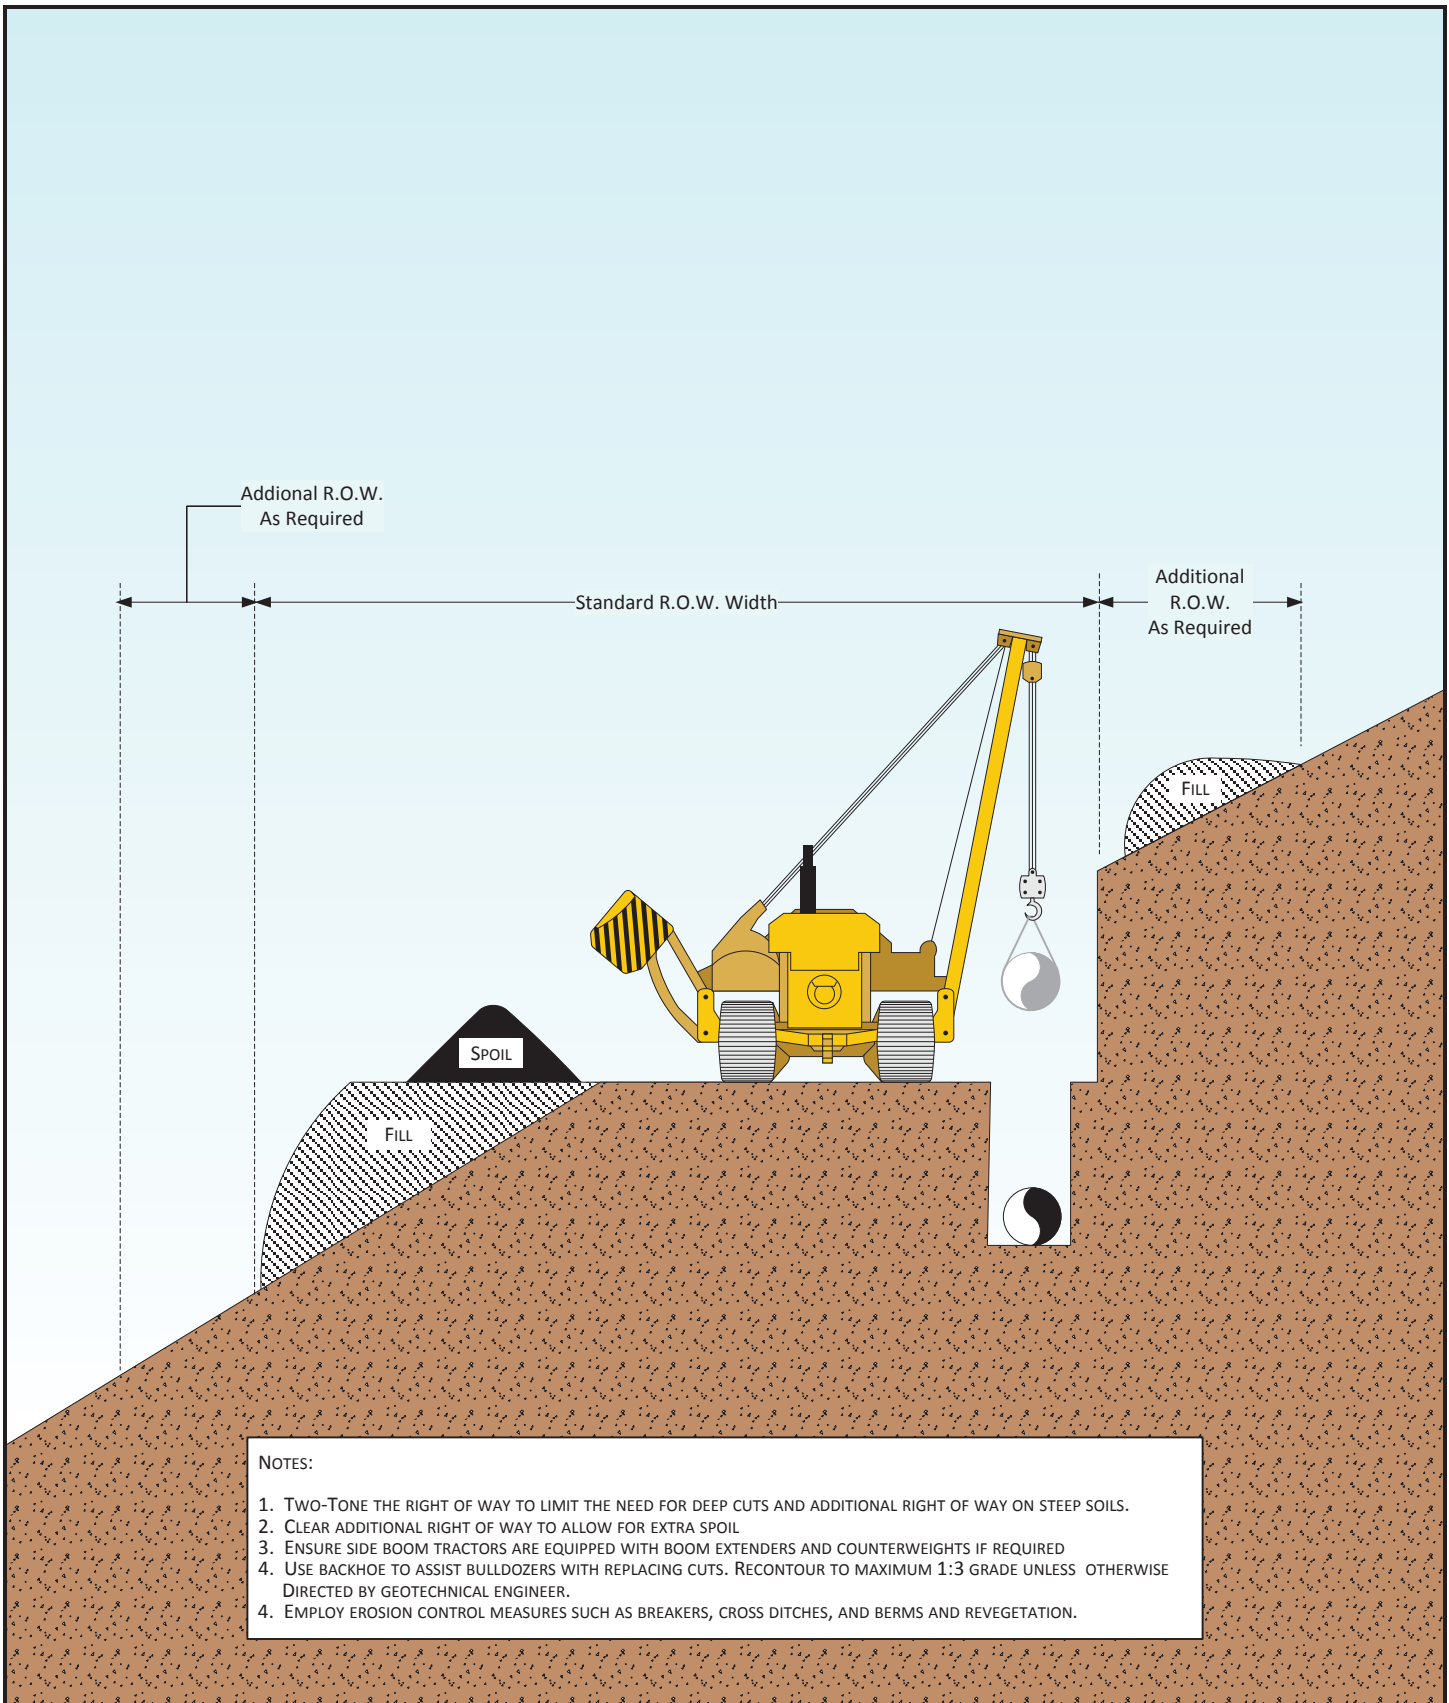 Addional R.O.W.
As Required
Standard R.O.W. Width
Additional
R.O.W.
As Required
FILL
SPOIL
FILL
NOTES:
1. TWO-TONE THE RIGHT OF WAY TO LIMIT THE NEED FOR DEEP CUTS AND ADDITIONAL RIGHT OF WAY ON STEEP SOILS.
2. CLEAR ADDITIONAL RIGHT OF WAY TO ALLOW FOR EXTRA SPOIL
3. ENSURE SIDE BOOM TRACTORS ARE EQUIPPED WITH BOOM EXTENDERS AND COUNTERWEIGHTS IF REQUIRED
4. USE BACKHOE TO ASSIST BULLDOZERS WITH REPLACING CUTS. RECONTOUR TO MAXIMUM 1:3 GRADE UNLESS OTHERWISE
DIRECTED BY GEOTECHNICAL ENGINEER.
4. EMPLOY EROSION CONTROL MEASURES SUCH AS BREAKERS, CROSS DITCHES, AND BERMS AND REVEGETATION.